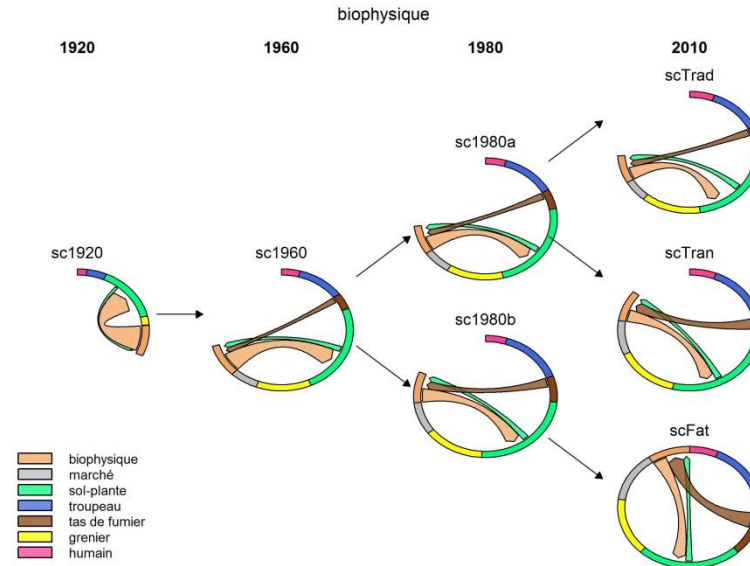 biophysique
1920 1960 1980 2010
scTrad
sc1980a
sc1920 sc1960 scTran
sc1980b
scFat
biophysique
marché
sol-plante
troupeau
tas de fumier
grenier
humain